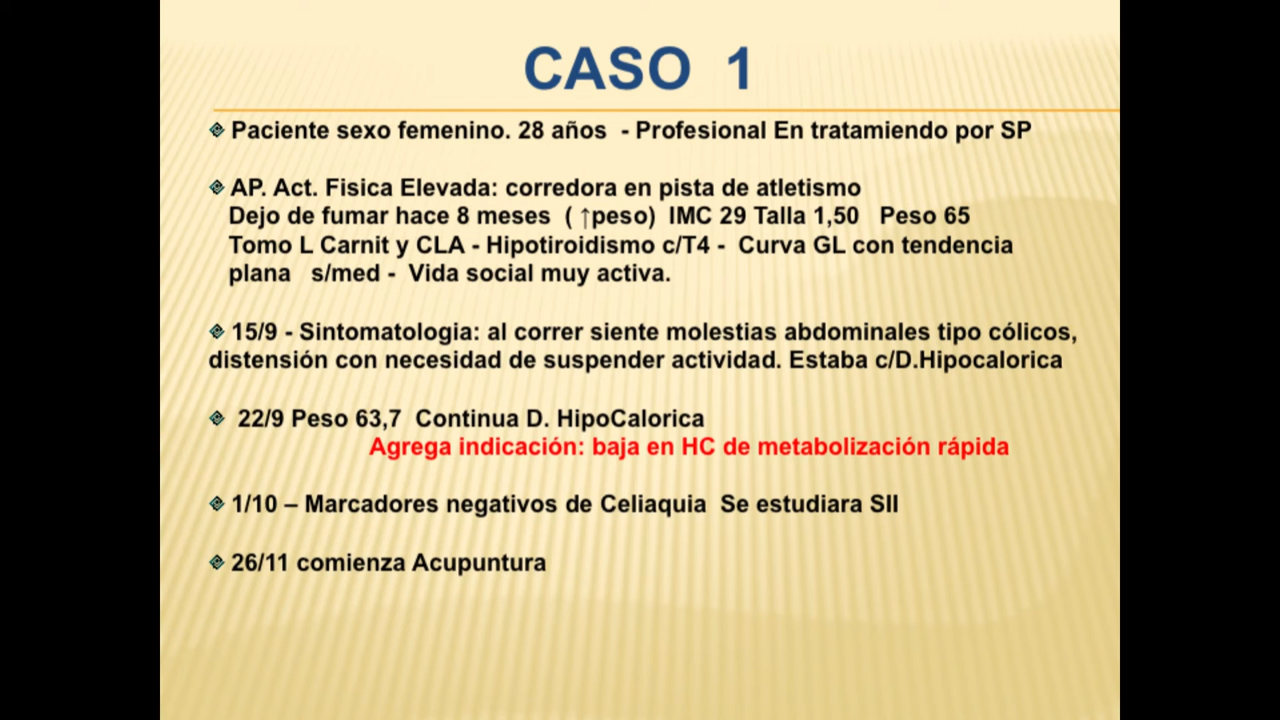 CASO 1
Paciente sexo femenino. 28 años - Profesional En tratamiendo por SP
AP. Act. Fisica Elevada: corredora en pista de atletismo
Dejo de fumar hace 8 meses ( ↑peso) IMC 29 Talla 1,50 Peso 65
Tomo L Carnit y CLA - Hipotiroidismo c/T4 - Curva GL con tendencia
plana s/med - Vida social muy activa.
15/9 - Sintomatologia: al correr siente molestias abdominales tipo cólicos,
distensión con necesidad de suspender actividad. Estaba c/D.Hipocalorica
22/9 Peso 63,7 Continua D. HipoCalorica
Agrega indicación: baja en HC de metabolización rápida
1/10 – Marcadores negativos de Celiaquia Se estudiara SII
26/11 comienza Acupuntura